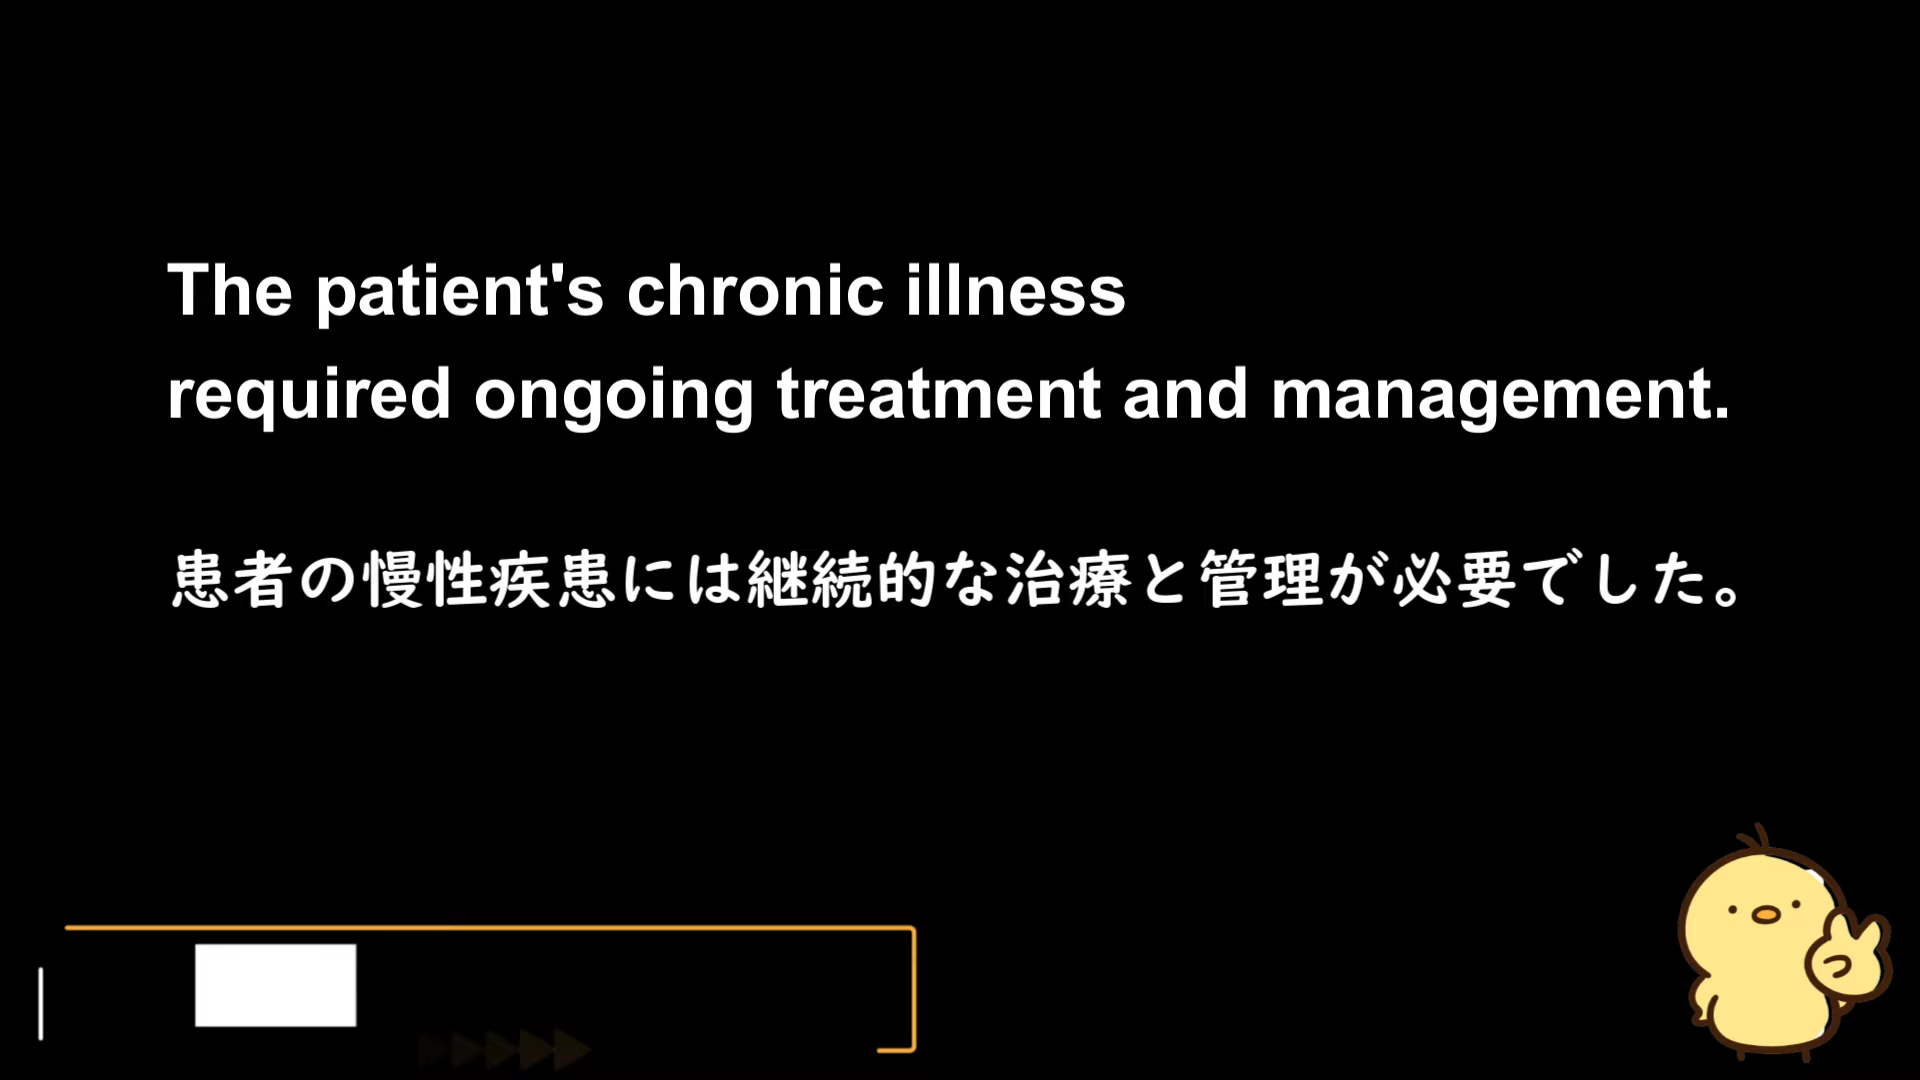 The patient's chronic illness
required ongoing treatment and management.
患者の慢性疾患には継続的な治療と管理が必要でした。